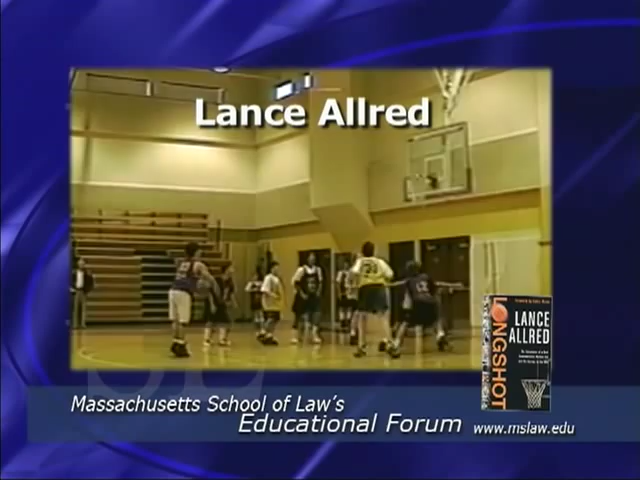 Lance Allred
LONGSHOT
LANCE
ALLRED
Massachusetts School of Law's
Educational Forum
www.mslaw.edu